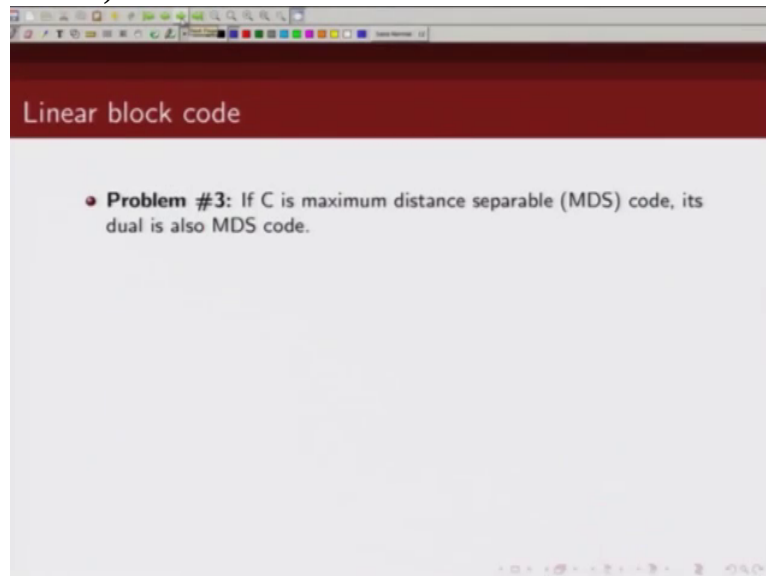 Linear block code
Problem #3: If C is maximum distance separable (MDS) code, its
dual is also MDS code.